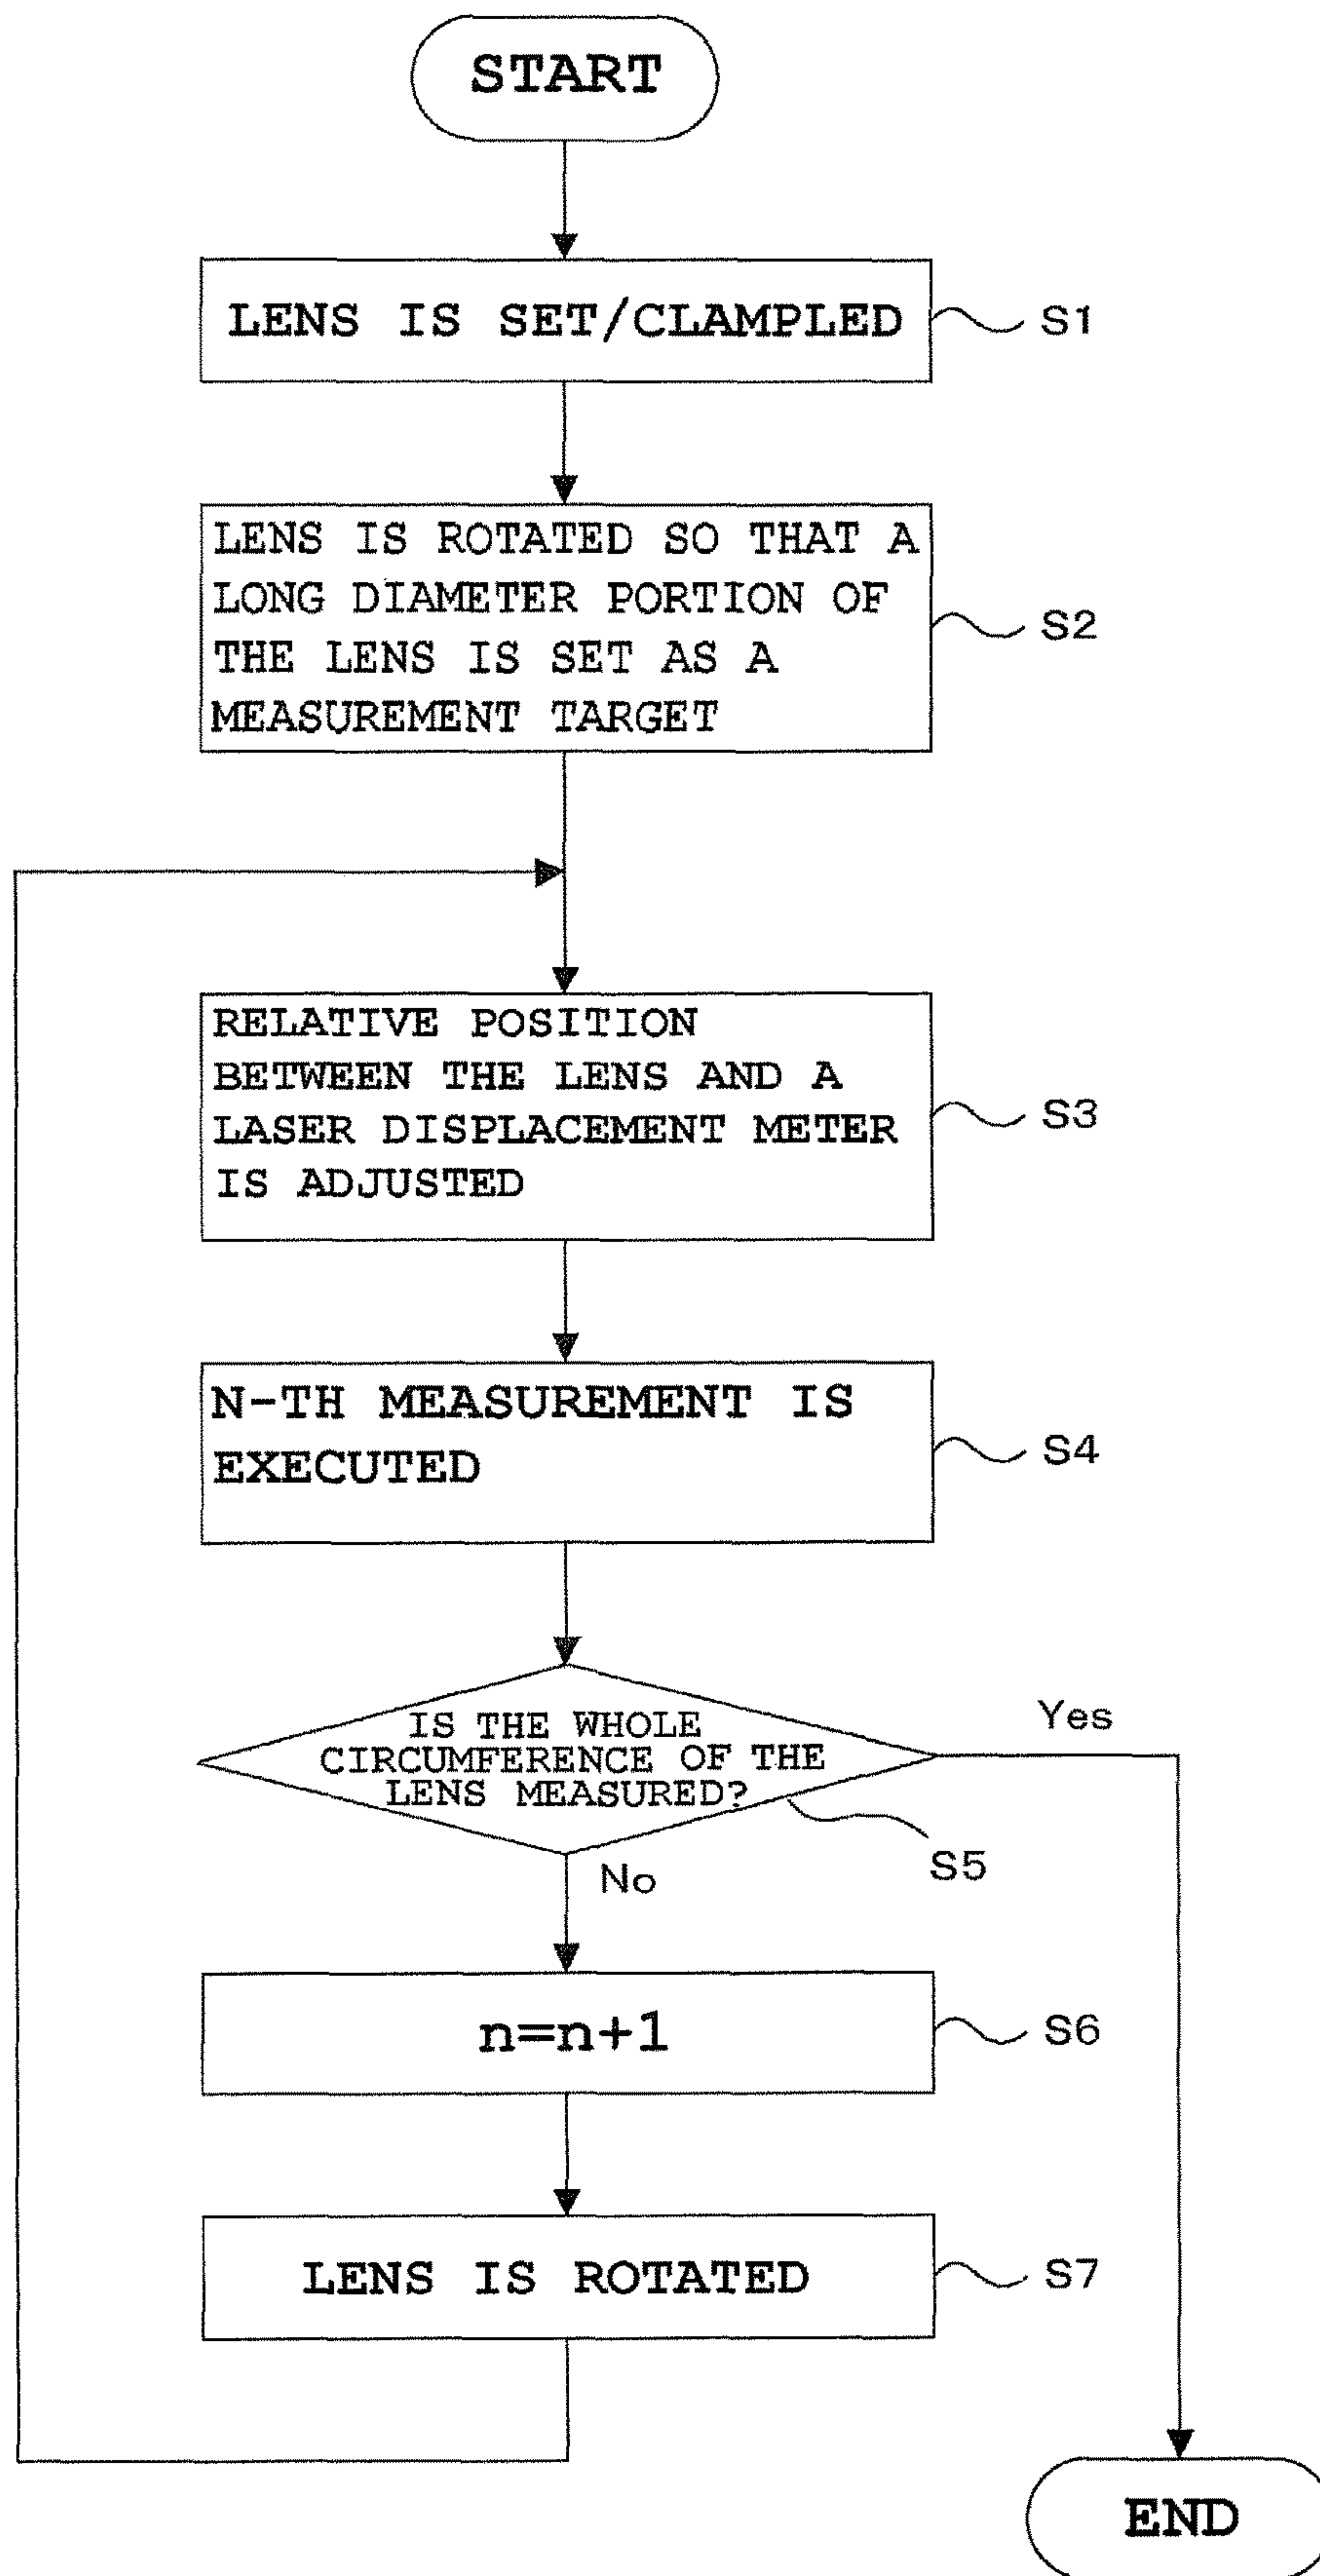 START
LENS IS SET/CLAMPLED
S1
LENS IS ROTATED SO THAT A
LONG DIAMETER PORTION OF
THE LENS IS SET AS A
MEASUREMENT TARGET
S2
RELATIVE POSITION
BETWEEN THE LENS AND A
LASER DISPLACEMENT METER
IS ADJUSTED
S3
N-TH MEASUREMENT IS
EXECUTED
S4
IS THE WHOLE
CIRCUMFERENCE OF THE
LENS MEASURED?
Yes
S5
No
n=n+1
S6
LENS IS ROTATED
S7
END